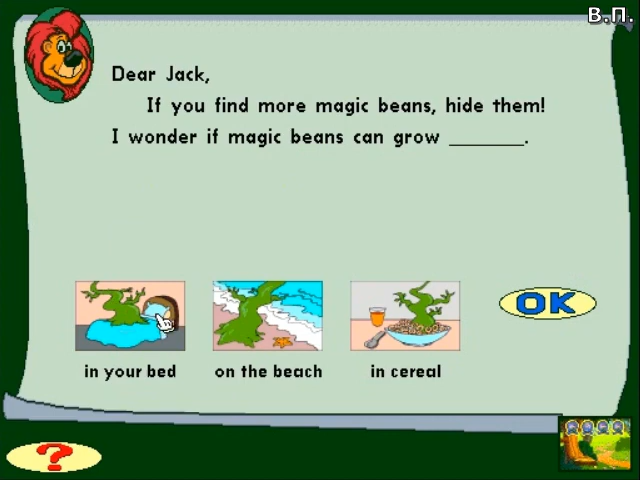 В.П.
Dear Jack,
If you find more magic beans, hide them!
I wonder if magic beans can grow _______.
OK
in your bed
on the beach
in cereal
?